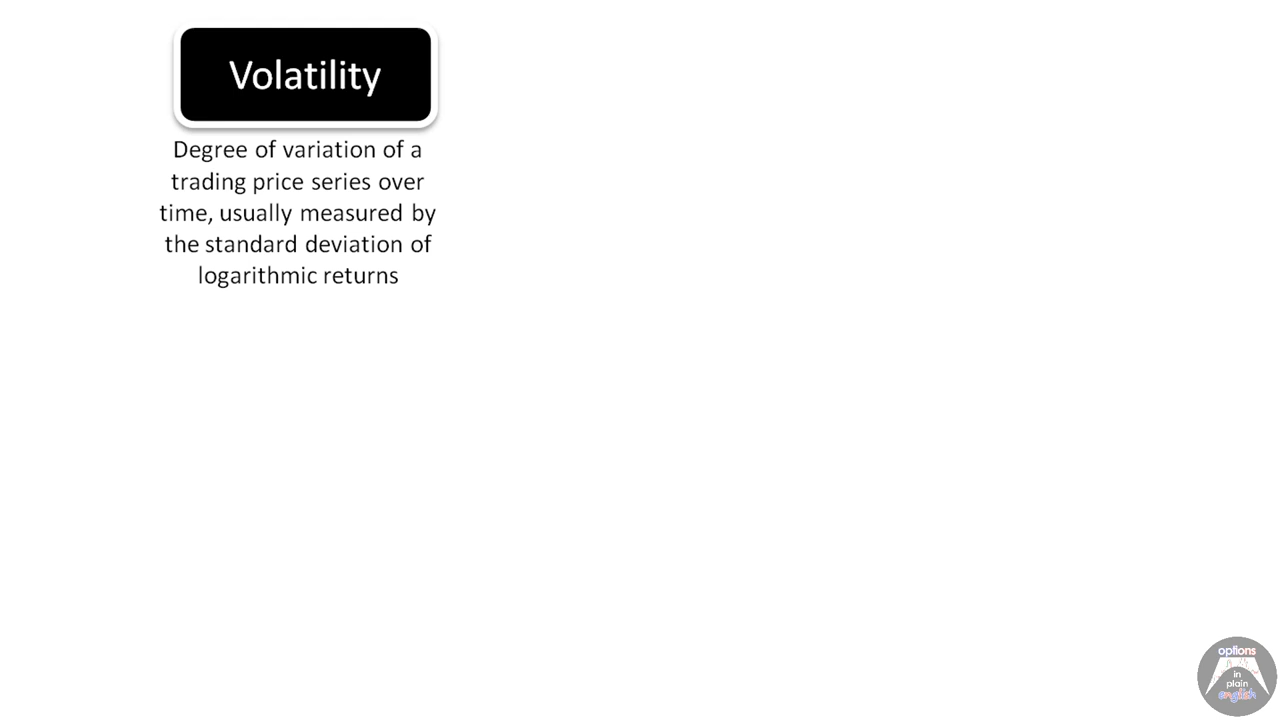 Volatility
Degree of variation of a
trading price series over
time, usually measured by
the standard deviation of
logarithmic returns
options
in
plain
english